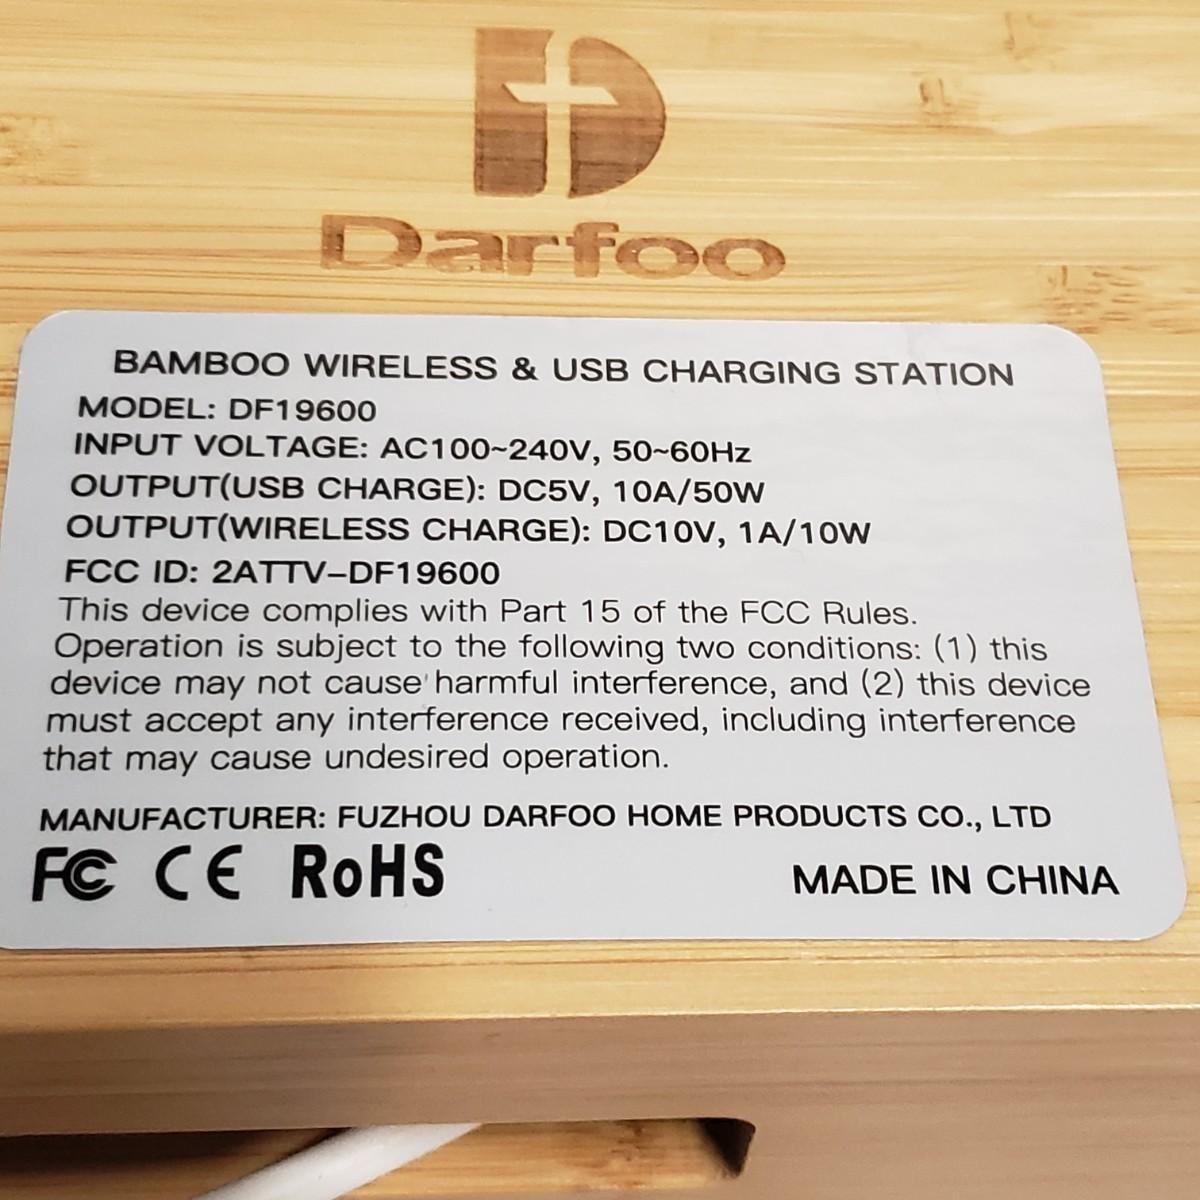 Darfoo
BAMBOO WIRELESS & USB CHARGING STATION
MODEL: DF19600
INPUT VOLTAGE: AC100~240V, 50~60Hz
OUTPUT(USB CHARGE): DC5V, 10A/50W
OUTPUT(WIRELESS CHARGE): DC10V, 1A/10W
FCC ID: 2ATTV-DF19600
This device complies with Part 15 of the FCC Rules.
Operation is subject to the following two conditions: (1) this
device may not cause harmful interference, and (2) this device
must accept any interference received, including interference
that may cause undesired operation.
MANUFACTURER: FUZHOU DARFOO HOME PRODUCTS CO., LTD
FC CE RoHS MADE IN CHINA